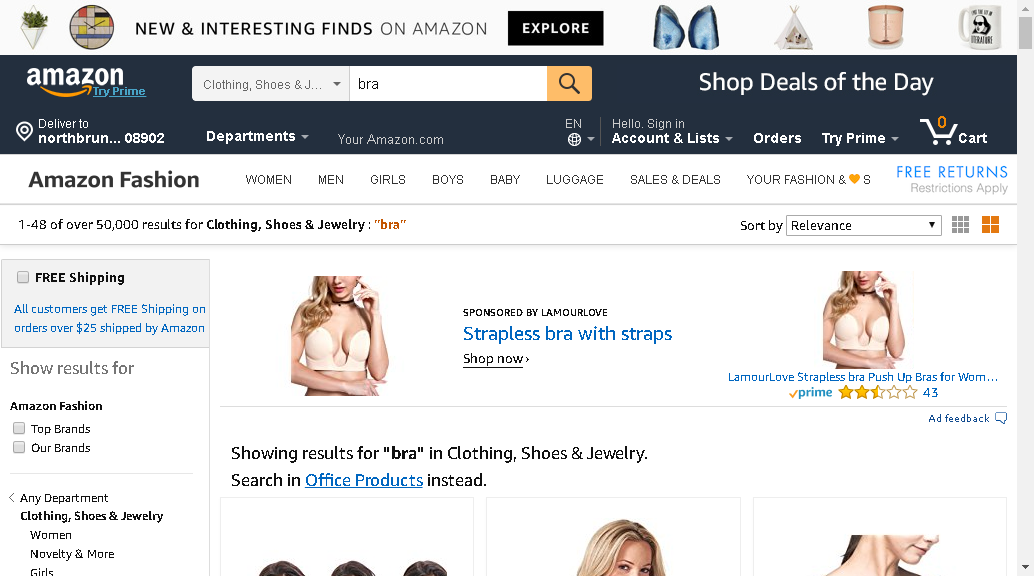 NEW & INTERESTING FINDS ON AMAZON
EXPLORE
amazon
Try Prime
Clothing, Shoes & J...
bra
Shop Deals of the Day
Deliver to
northbrun... 08902
Departments
Your Amazon.com
EN
Hello. Sign in
Account & Lists
Orders
Try Prime
0
Cart
Amazon Fashion
WOMEN
MEN
GIRLS
BOYS
BABY
LUGGAGE
SALES & DEALS
YOUR FASHION & 🧡 S
FREE RETURNS
Restrictions Apply
1-48 of over 50,000 results for Clothing, Shoes & Jewelry : "bra"
Sort by
Relevance
FREE Shipping
All customers get FREE Shipping on
orders over $25 shipped by Amazon
Show results for
Amazon Fashion
Top Brands
Our Brands
Any Department
Clothing, Shoes & Jewelry
Women
Novelty & More
Girls
SPONSORED BY LAMOURLOVE
Strapless bra with straps
Shop now ›
LamourLove Strapless bra Push Up Bras for Wom...
prime
43
Ad feedback
Showing results for "bra" in Clothing, Shoes & Jewelry.
Search in Office Products instead.